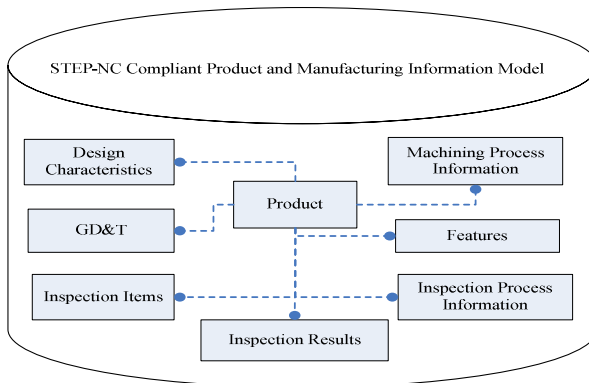 STEP-NC Compliant Product and Manufacturing Information Model
Design
Characteristics
Machining Process
Information
Product
GD&T
Features
Inspection Items
Inspection Process
Information
Inspection Results